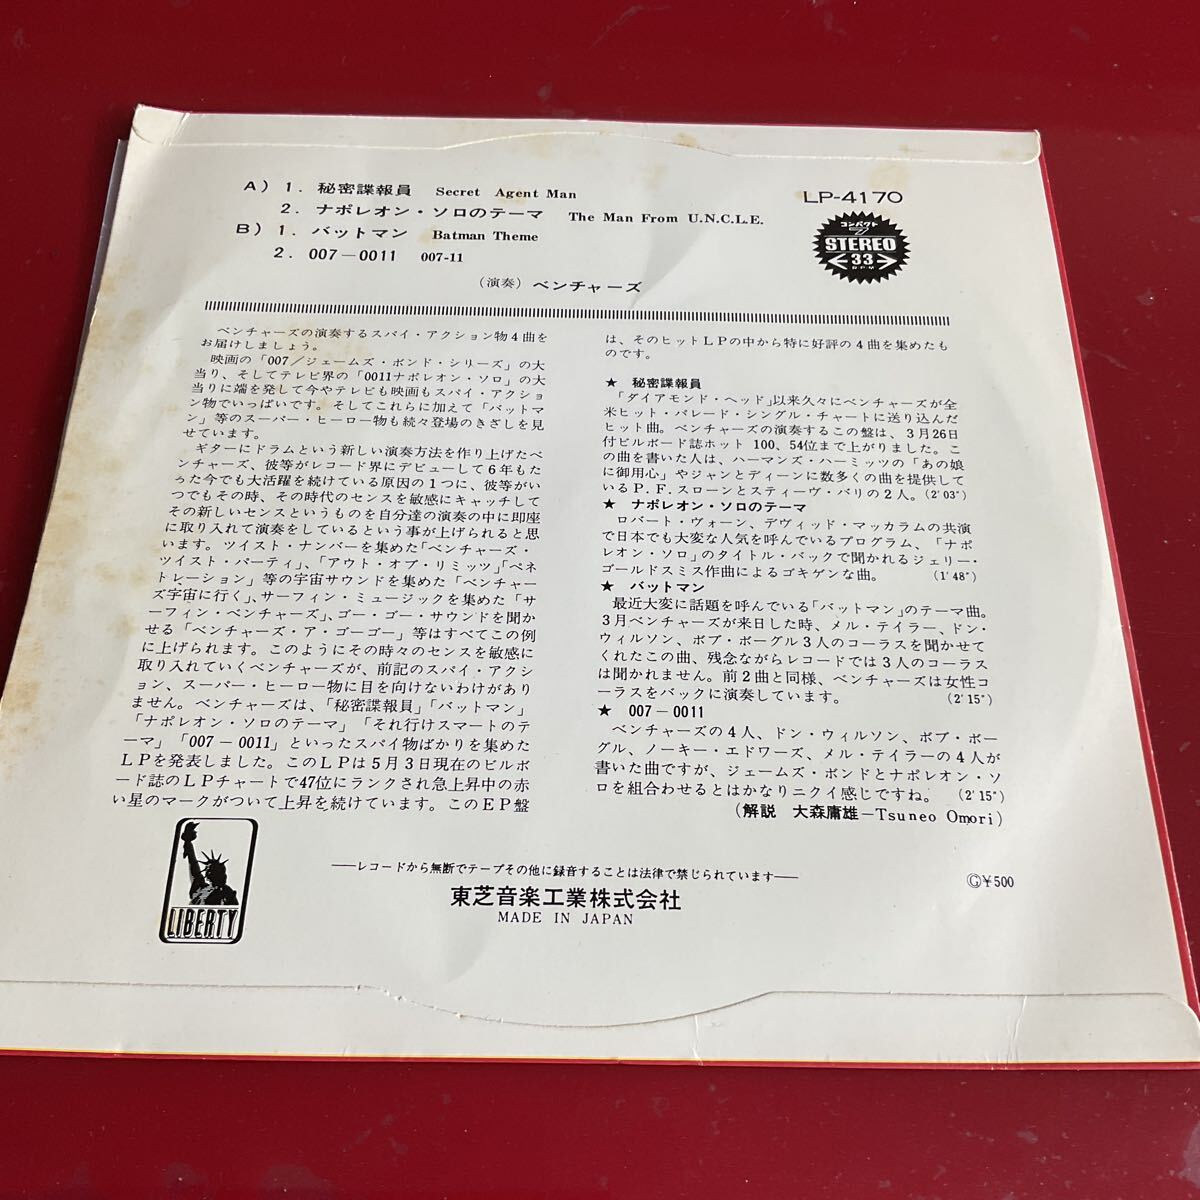 A) 1. 秘密諜報員 Secret Agent Man
2. ナポレオン・ソロのテーマ The Man From U.N.C.L.E.
B) 1. バットマン Batman Theme
2. 007－0011 007-11
(演奏) ベンチャーズ
LP-4170
コンパクト
STEREO
33
RPM
ベンチャーズの演奏するスパイ・アクション物4曲を
お届けしましょう。
映画の「007/ジェームズ・ボンド・シリーズ」の大
当り、そしてテレビ界の「0011ナポレオン・ソロ」の大
当りに端を発して今やテレビも映画もスパイ・アクショ
ン物でいっぱいです。そしてこれらに加えて「バットマ
ン」等のスーパー・ヒーロー物も続々登場のきざしを見
せています。
ギターにドラムという新しい演奏方法を作り上げたベ
ンチャーズ、彼等がレコード界にデビューして6年もた
った今でも大活躍を続けている原因の1つに、彼等がい
つでもその時、その時代のセンスを敏感にキャッチして
その新しいセンスというものを自分達の演奏の中に即座
に取り入れて演奏をしているという事が上げられると思
います。ツイスト・ナンバーを集めた「ベンチャーズ・
ツイスト・パーティ」、「アウト・オブ・リミッツ」「ペネ
トレーション」等の宇宙サウンドを集めた「ベンチャー
ズ宇宙に行く」、サーフィン・ミュージックを集めた「サ
ーフィン・ベンチャーズ」、ゴー・ゴー・サウンドを聞か
せる「ベンチャーズ・ア・ゴーゴー」等はすべてこの例
に上げられます。このようにその時々のセンスを敏感に
取り入れていくベンチャーズが、前記のスパイ・アクシ
ョン、スーパー・ヒーロー物に目を向けないわけがあり
ません。ベンチャーズは、「秘密諜報員」「バットマン」
「ナポレオン・ソロのテーマ」「それ行けスマートのテ
ーマ」「007－0011」といったスパイ物ばかりを集めた
LPを発表しました。このLPは5月3日現在のビルボ
ード誌のLPチャートで47位にランクされ急上昇中の赤
い星のマークがついて上昇を続けています。このEP盤
は、そのヒットLPの中から特に好評の4曲を集めたも
のです。
★ 秘密諜報員
「ダイアモンド・ヘッド」以来久々にベンチャーズが全
米ヒット・パレード・シングル・チャートに送り込んだ
ヒット曲。ベンチャーズの演奏するこの盤は、3月26日
付ビルボード誌ホット 100、54位まで上がりました。こ
の曲を書いた人は、ハーマンズ・ハーミッツの「あの娘
に御用心」やジャンとディーンに数多くの曲を提供して
いるP.F.スローンとスティーヴ・バリの2人。(2'03")
★ ナポレオン・ソロのテーマ
ロバート・ヴォーン、デヴィッド・マッカラムの共演
で日本でも大変な人気を呼んでいるプログラム、「ナポ
レオン・ソロ」のタイトル・バックで聞かれるジェリー・
ゴールドスミス作曲によるゴキゲンな曲。 (1'48")
★ バットマン
最近大変に話題を呼んでいる「バットマン」のテーマ曲。
3月ベンチャーズが来日した時、メル・テイラー、ドン・
ウィルソン、ボブ・ボーグル3人のコーラスを聞かせて
くれたこの曲、残念ながらレコードでは3人のコーラス
は聞かれません。前2曲と同様、ベンチャーズは女性コ
ーラスをバックに演奏しています。 (2'15")
★ 007－0011
ベンチャーズの4人、ドン・ウィルソン、ボブ・ボー
グル、ノーキー・エドワーズ、メル・テイラーの4人が
書いた曲ですが、ジェームズ・ボンドとナポレオン・ソ
ロを組合わせるとはかなりニクイ感じですね。 (2'15")
(解説 大森庸雄－Tsuneo Omori)
LIBERTY
——レコードから無断でテープその他に録音することは法律で禁じられています——
東芝音楽工業株式会社
MADE IN JAPAN
Ⓖ¥500